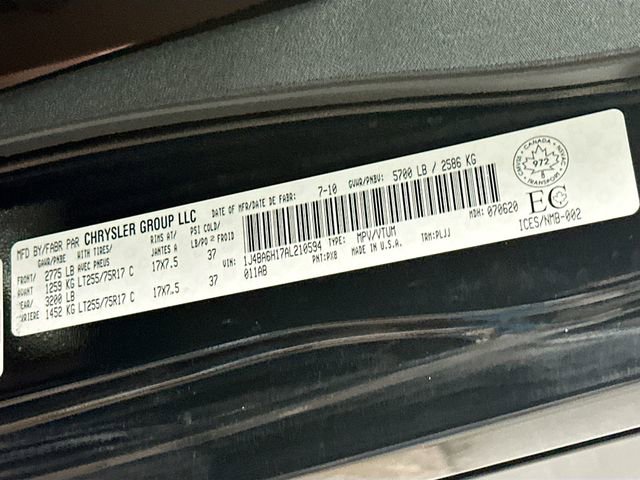 MFD BY/FABR PAR CHRYSLER GROUP LLC DATE OF MFR/DATE DE FABR: 7-10 GVWR/PNBV: 5700 LB / 2586 KG
GAWR/PNBE WITH TIRES/ RIMS AT/ PSI COLD/
AVEC PNEUS JANTES A LB/PO 2 FROID
FRONT/ 2775 LB
AVANT 1259 KG LT255/75R17 C 17X7.5 37
REAR/ 3200 LB
ARRIERE 1452 KG LT255/75R17 C 17X7.5 37
VIN: 1J4BA6H17AL210594 TYPE: MPV/VTUM MDH: 070620
011AB PNT: PXB MADE IN U.S.A. TRM: PLJJ
CANADA
972
8
TRANSPORT
EC
ICES/NMB-002